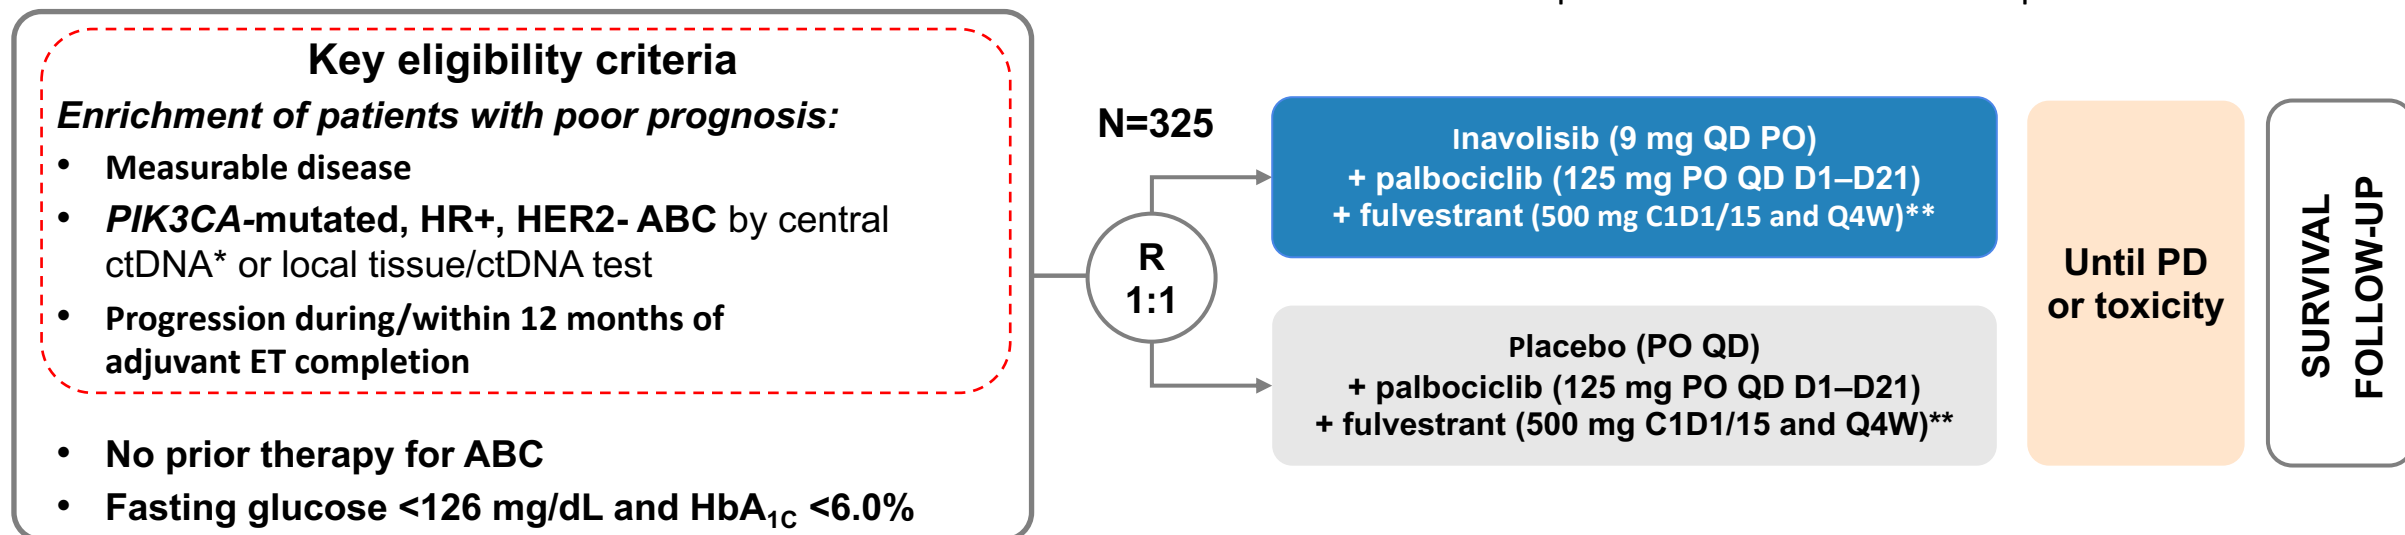 Key eligibility criteria
Enrichment of patients with poor prognosis:
• Measurable disease
• PIK3CA-mutated, HR+, HER2- ABC by central
ctDNA* or local tissue/ctDNA test
• Progression during/within 12 months of
adjuvant ET completion
• No prior therapy for ABC
• Fasting glucose <126 mg/dL and HbA1C <6.0%
N=325
R
1:1
Inavolisib (9 mg QD PO)
+ palbociclib (125 mg PO QD D1–D21)
+ fulvestrant (500 mg C1D1/15 and Q4W)**
Placebo (PO QD)
+ palbociclib (125 mg PO QD D1–D21)
+ fulvestrant (500 mg C1D1/15 and Q4W)**
Until PD
or toxicity
SURVIVAL
FOLLOW-UP